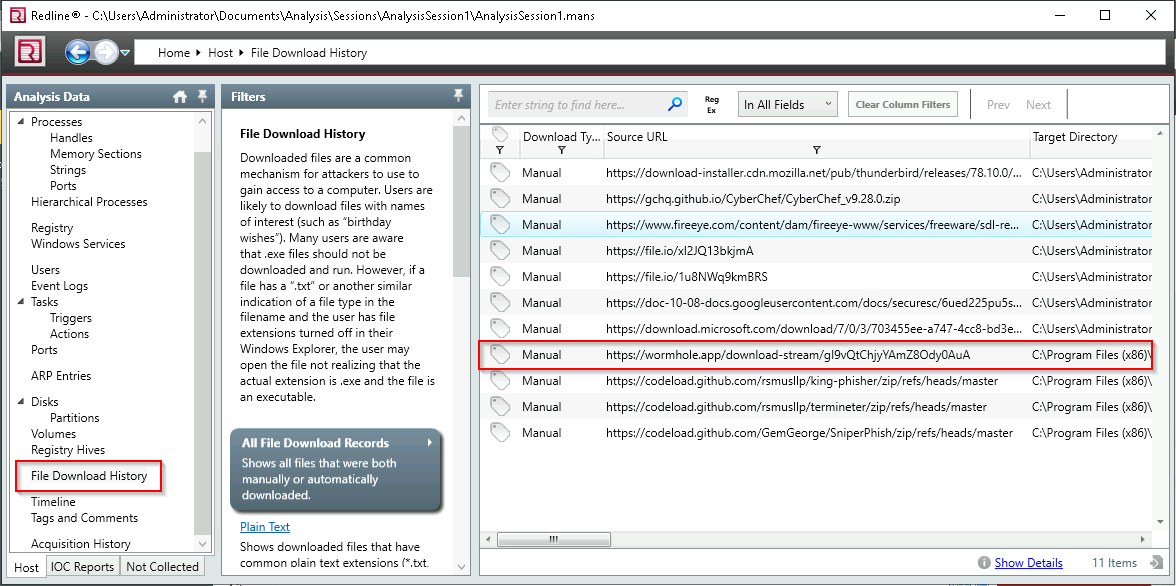 Redline® - C:\Users\Administrator\Documents\Analysis\Sessions\AnalysisSession1\AnalysisSession1.mans
Home Host File Download History
Analysis Data
Processes
Handles
Memory Sections
Strings
Ports
Hierarchical Processes
Registry
Windows Services
Users
Event Logs
Tasks
Triggers
Actions
Ports
ARP Entries
Disks
Partitions
Volumes
Registry Hives
File Download History
Timeline
Tags and Comments
Acquisition History
Host IOC Reports Not Collected
Filters
File Download History
Downloaded files are a common
mechanism for attackers to use to
gain access to a computer. Users are
likely to download files with names
of interest (such as “birthday
wishes”). Many users are aware
that .exe files should not be
downloaded and run. However, if a
file has a “.txt” or another similar
indication of a file type in the
filename and the user has file
extensions turned off in their
Windows Explorer, the user may
open the file not realizing that the
actual extension is .exe and the file is
an executable.
All File Download Records
Shows all files that were both
manually or automatically
downloaded.
Plain Text
Shows downloaded files that have
common plain text extensions (*.txt,
Enter string to find here... Reg Ex In All Fields Clear Column Filters Prev Next
Download Ty... Source URL Target Directory
Manual https://download-installer.cdn.mozilla.net/pub/thunderbird/releases/78.10.0/... C:\Users\Administrator
Manual https://gchq.github.io/CyberChef/CyberChef_v9.28.0.zip C:\Users\Administrator
Manual https://www.fireeye.com/content/dam/fireeye-www/services/freeware/sdl-re... C:\Users\Administrator
Manual https://file.io/xI2JQ13bkjmA C:\Users\Administrator
Manual https://file.io/1u8NWq9kmBRS C:\Users\Administrator
Manual https://doc-10-08-docs.googleusercontent.com/docs/securesc/6ued225pu5s... C:\Users\Administrator
Manual https://download.microsoft.com/download/7/0/3/703455ee-a747-4cc8-bd3e... C:\Users\Administrator
Manual https://wormhole.app/download-stream/gI9vQtChjyYAmZ8Ody0AuA C:\Program Files (x86)\
Manual https://codeload.github.com/rsmusllp/king-phisher/zip/refs/heads/master C:\Program Files (x86)\
Manual https://codeload.github.com/rsmusllp/termineter/zip/refs/heads/master C:\Program Files (x86)\
Manual https://codeload.github.com/GemGeorge/SniperPhish/zip/refs/heads/master C:\Program Files (x86)\
Show Details 11 Items